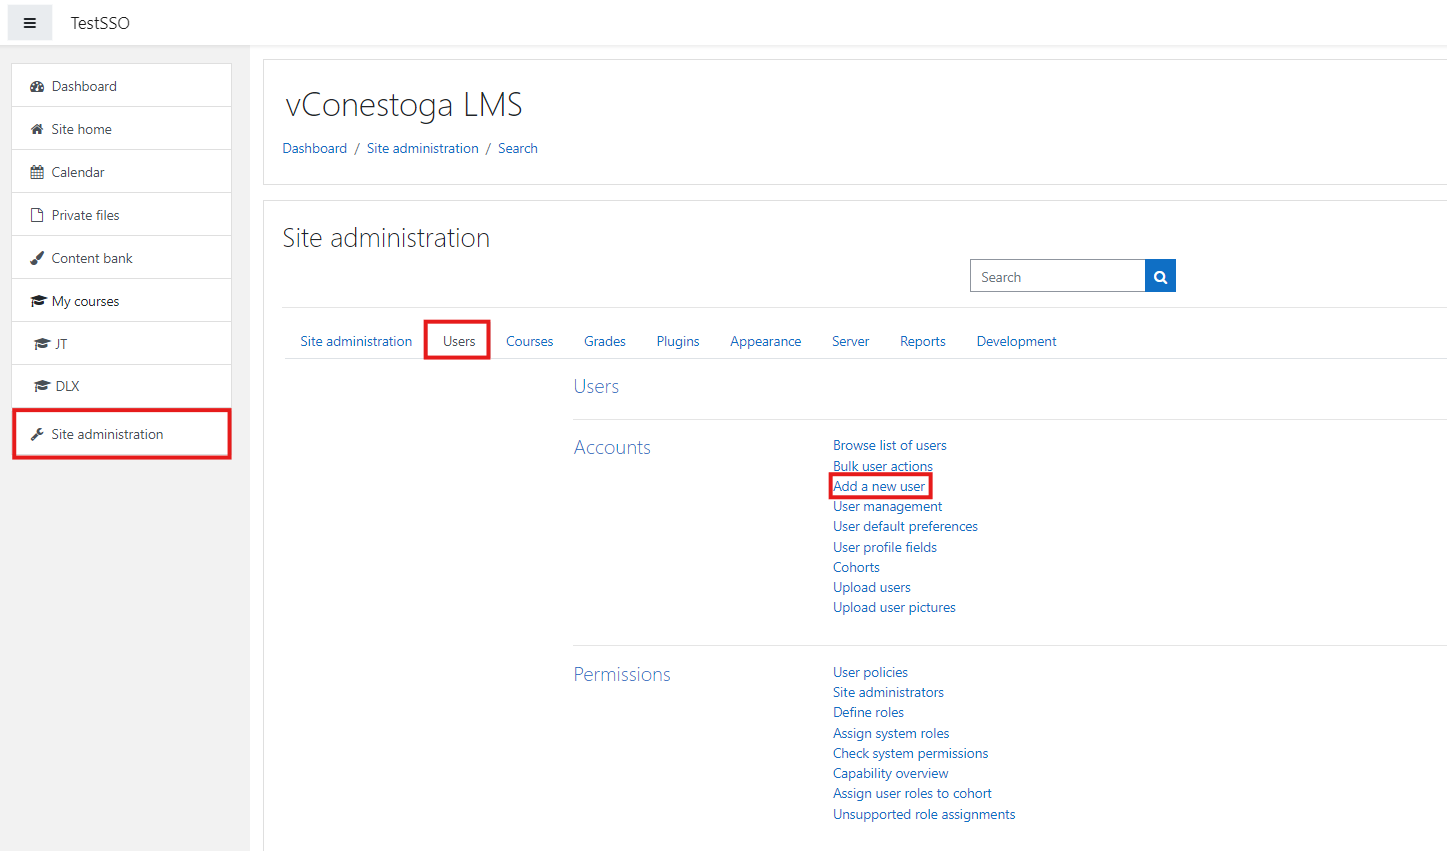 TestSSO
Dashboard
Site home
Calendar
Private files
Content bank
My courses
JT
DLX
Site administration
vConestoga LMS
Dashboard / Site administration / Search
Site administration
Search
Site administration Users Courses Grades Plugins Appearance Server Reports Development
Users
Accounts
Browse list of users
Bulk user actions
Add a new user
User management
User default preferences
User profile fields
Cohorts
Upload users
Upload user pictures
Permissions
User policies
Site administrators
Define roles
Assign system roles
Check system permissions
Capability overview
Assign user roles to cohort
Unsupported role assignments